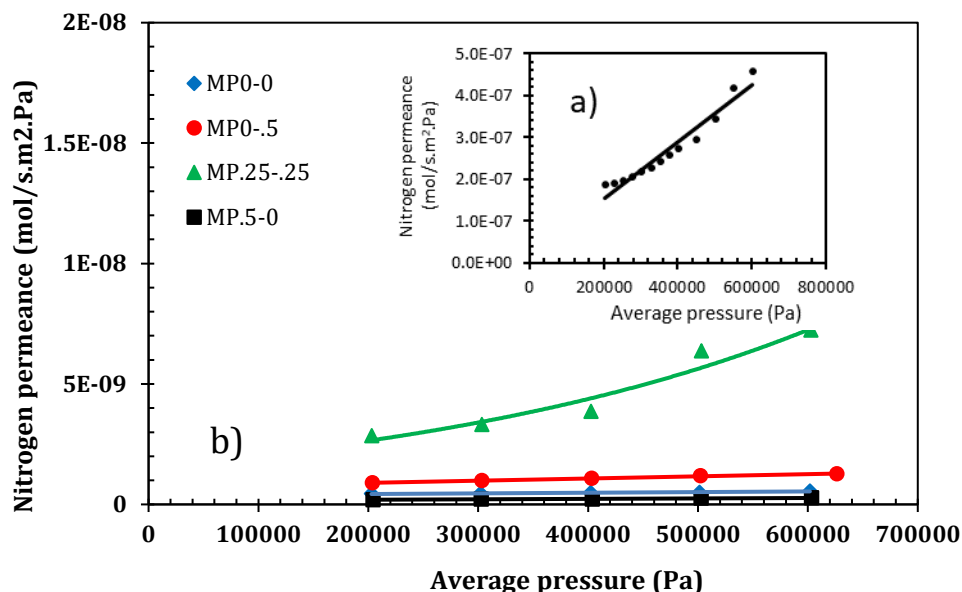 2E-08
1.5E-08
1E-08
5E-09
0
Nitrogen permeance (mol/s.m2.Pa)
MP0-0
MP0-.5
MP.25-.25
MP.5-0
b)
0 100000 200000 300000 400000 500000 600000 700000
Average pressure (Pa)
a)
5.0E-07
4.0E-07
3.0E-07
2.0E-07
1.0E-07
0.0E+00
Nitrogen permeance
(mol/s.m².Pa)
0 200000 400000 600000 800000
Average pressure (Pa)